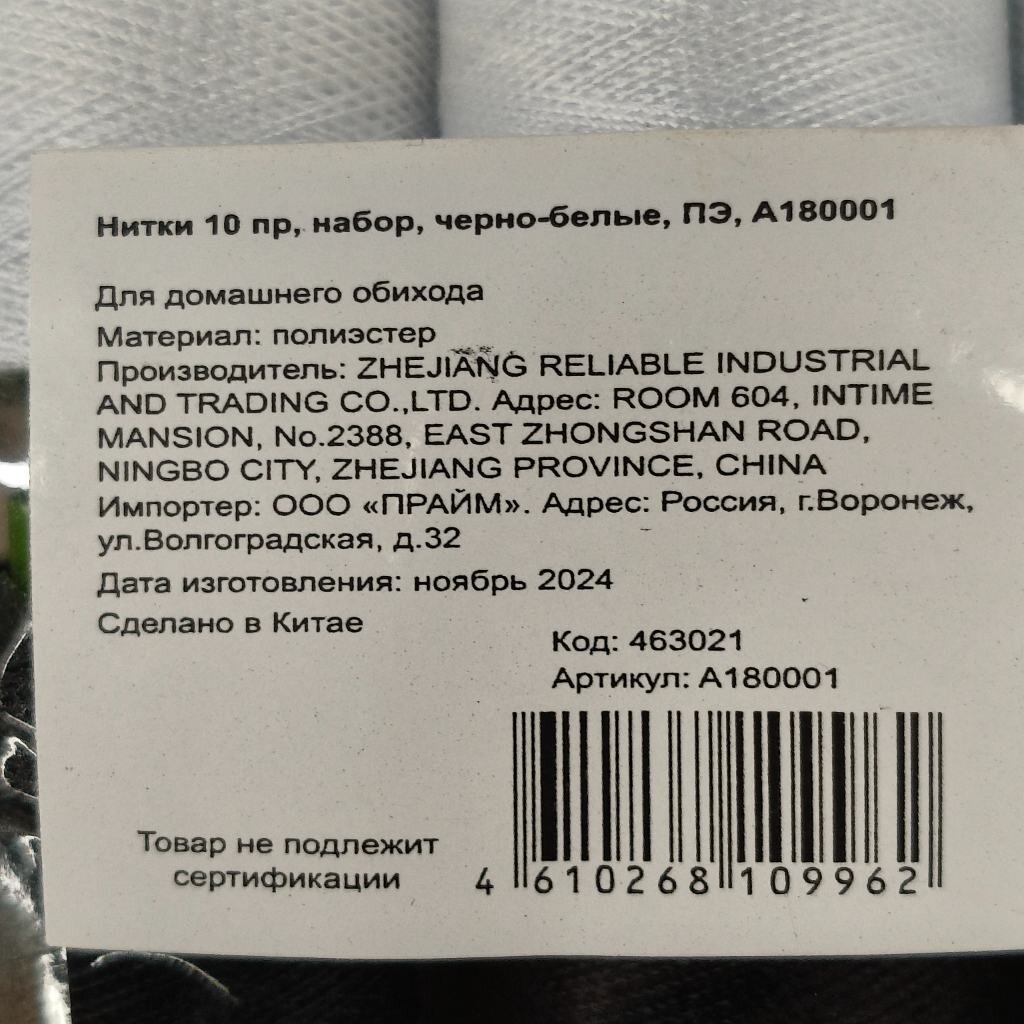 Нитки 10 пр, набор, черно-белые, ПЭ, А180001
Для домашнего обихода
Материал: полиэстер
Производитель: ZHEJIANG RELIABLE INDUSTRIAL
AND TRADING CO.,LTD. Адрес: ROOM 604, INTIME
MANSION, No.2388, EAST ZHONGSHAN ROAD,
NINGBO CITY, ZHEJIANG PROVINCE, CHINA
Импортер: ООО «ПРАЙМ». Адрес: Россия, г.Воронеж,
ул.Волгоградская, д.32
Дата изготовления: ноябрь 2024
Сделано в Китае
Код: 463021
Артикул: А180001
Товар не подлежит
сертификации
4 610268 109962